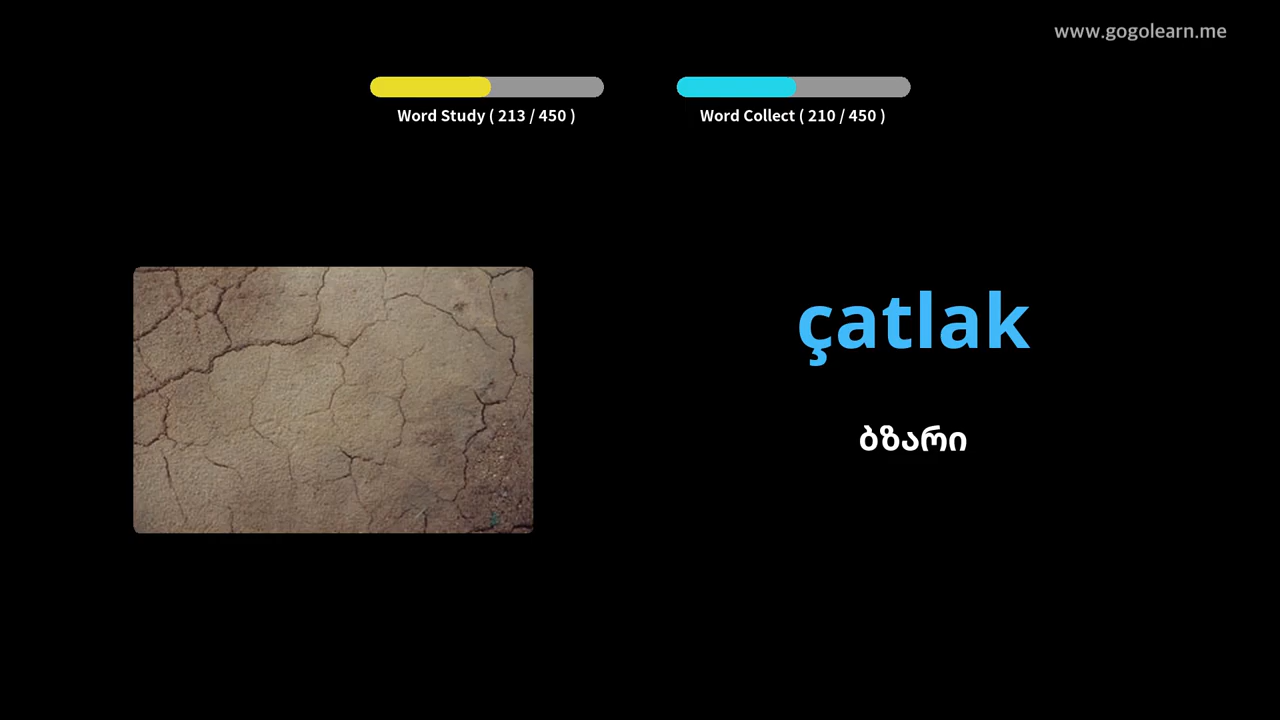 www.gogolearn.me
Word Study ( 213 / 450 )
Word Collect ( 210 / 450 )
çatlak
ბზარი